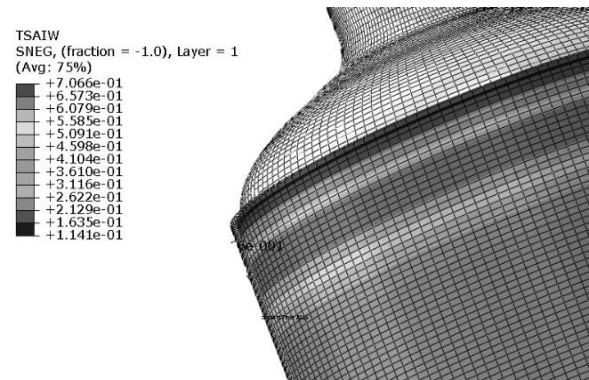 TSAIW
SNEG, (fraction = -1.0), Layer = 1
(Avg: 75%)
+7.066e-01
+6.573e-01
+6.079e-01
+5.585e-01
+5.091e-01
+4.598e-01
+4.104e-01
+3.610e-01
+3.116e-01
+2.622e-01
+2.129e-01
+1.635e-01
+1.141e-01